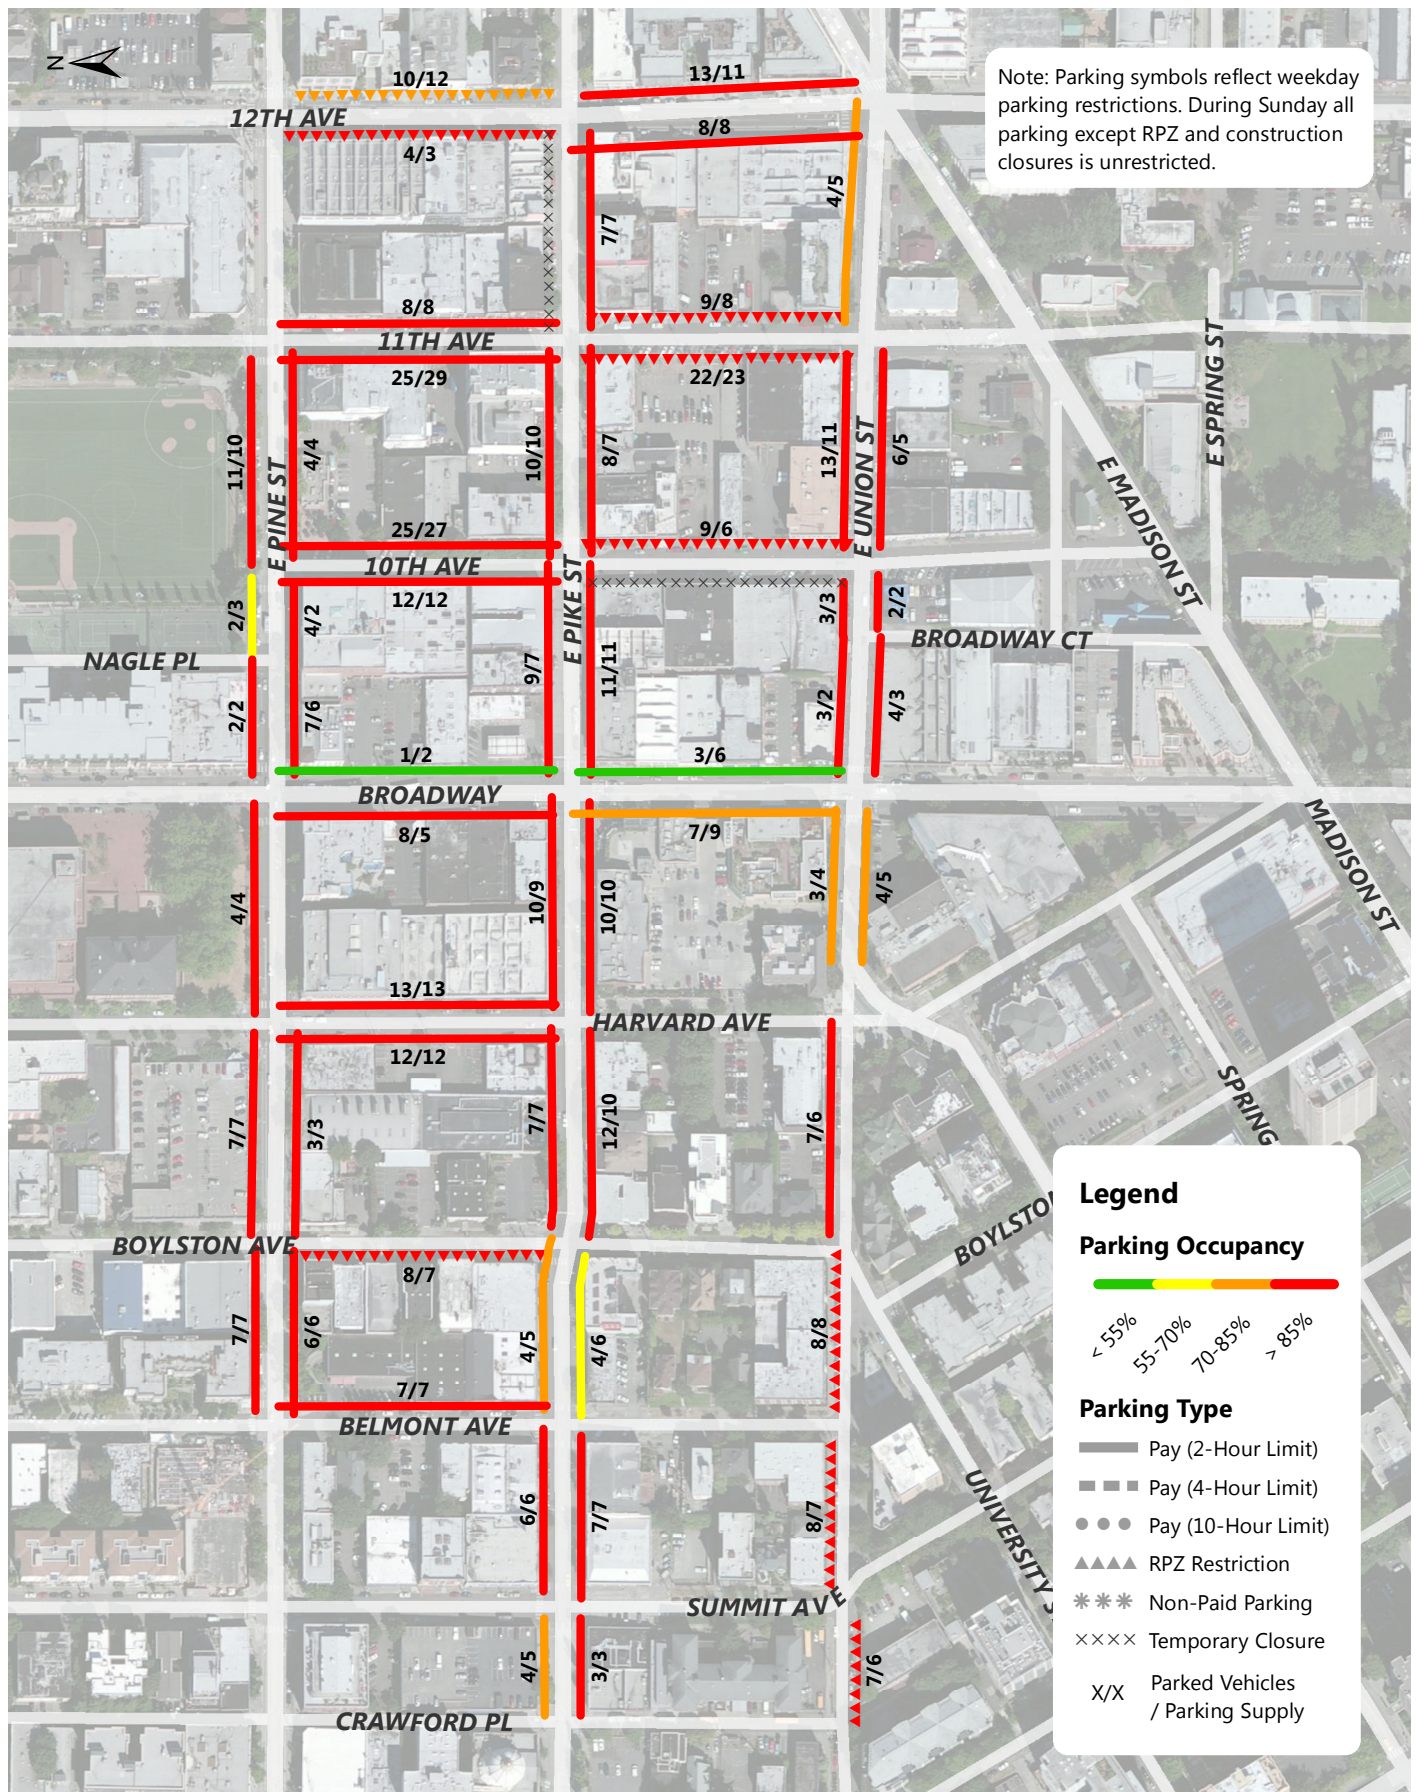 N
10/12
13/11
12TH AVE
4/3
8/8
4/5
7/7
Note: Parking symbols reflect weekday
parking restrictions. During Sunday all
parking except RPZ and construction
closures is unrestricted.
8/8
9/8
11TH AVE
25/29
22/23
11/10
4/4
10/10
8/7
13/11
6/5
E PINE ST
E UNION ST
E SPRING ST
E MADISON ST
25/27
9/6
10TH AVE
12/12
E PIKE ST
2/3
4/2
3/3
2/2
BROADWAY CT
NAGLE PL
2/2
7/6
9/7
11/11
3/2
4/3
1/2
3/6
BROADWAY
8/5
7/9
MADISON ST
4/4
10/9
10/10
3/4
4/5
13/13
HARVARD AVE
12/12
7/7
3/3
7/7
12/10
7/6
SPRING
BOYLSTON AVE
BOYLSTON
8/7
7/7
6/6
4/5
4/6
8/8
7/7
BELMONT AVE
6/6
7/7
8/7
UNIVERSITY S
SUMMIT AVE
4/5
3/3
7/6
CRAWFORD PL
Legend
Parking Occupancy
< 55%
55-70%
70-85%
> 85%
Parking Type
Pay (2-Hour Limit)
Pay (4-Hour Limit)
Pay (10-Hour Limit)
RPZ Restriction
Non-Paid Parking
Temporary Closure
X/X Parked Vehicles
/ Parking Supply